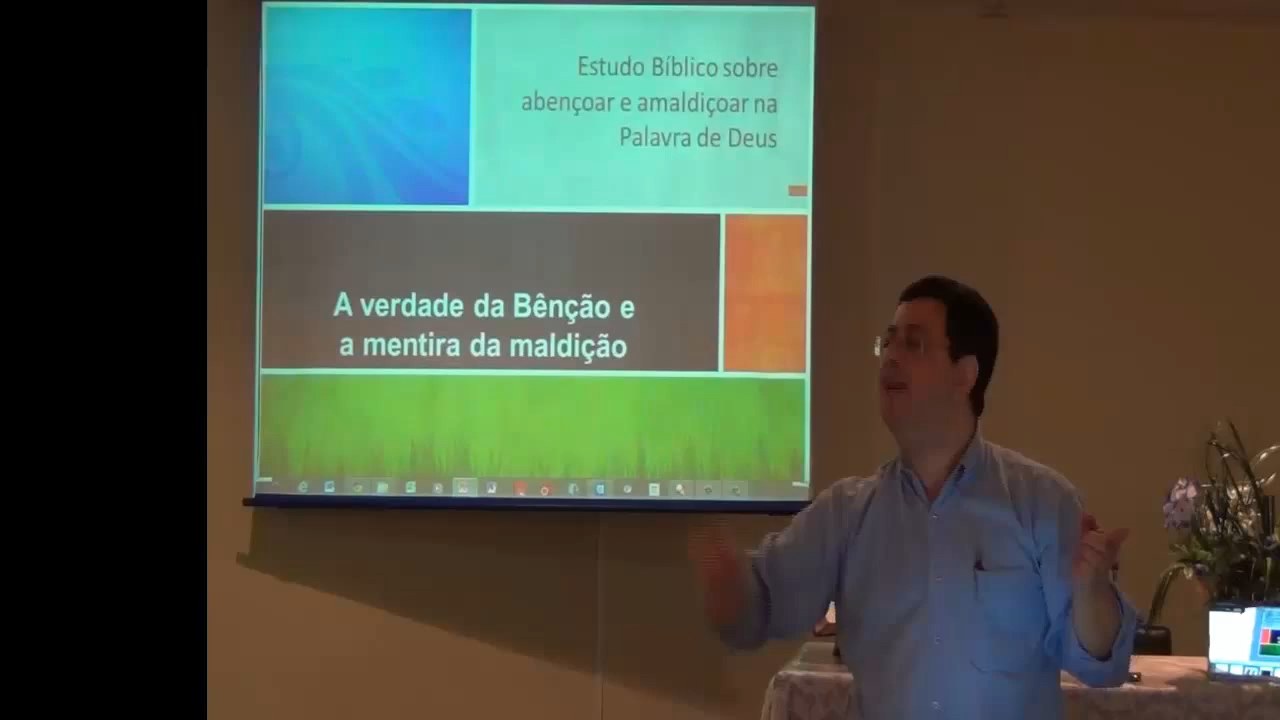 Estudo Bíblico sobre
abençoar e amaldiçoar na
Palavra de Deus
A verdade da Bênção e
a mentira da maldição